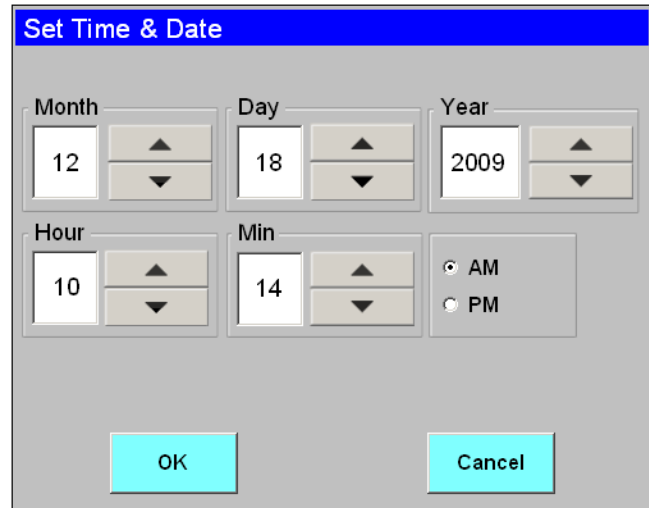 Set Time & Date
Month Day Year
12 18 2009
Hour Min
10 14 AM
PM
OK Cancel